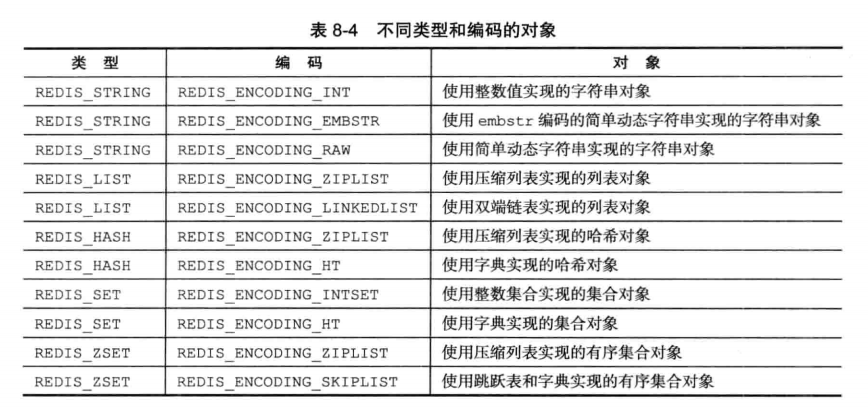 表 8-4 不同类型和编码的对象
类 型 编 码 对 象
REDIS_STRING REDIS_ENCODING_INT 使用整数值实现的字符串对象
REDIS_STRING REDIS_ENCODING_EMBSTR 使用 embstr 编码的简单动态字符串实现的字符串对象
REDIS_STRING REDIS_ENCODING_RAW 使用简单动态字符串实现的字符串对象
REDIS_LIST REDIS_ENCODING_ZIPLIST 使用压缩列表实现的列表对象
REDIS_LIST REDIS_ENCODING_LINKEDLIST 使用双端链表实现的列表对象
REDIS_HASH REDIS_ENCODING_ZIPLIST 使用压缩列表实现的哈希对象
REDIS_HASH REDIS_ENCODING_HT 使用字典实现的哈希对象
REDIS_SET REDIS_ENCODING_INTSET 使用整数集合实现的集合对象
REDIS_SET REDIS_ENCODING_HT 使用字典实现的集合对象
REDIS_ZSET REDIS_ENCODING_ZIPLIST 使用压缩列表实现的有序集合对象
REDIS_ZSET REDIS_ENCODING_SKIPLIST 使用跳跃表和字典实现的有序集合对象